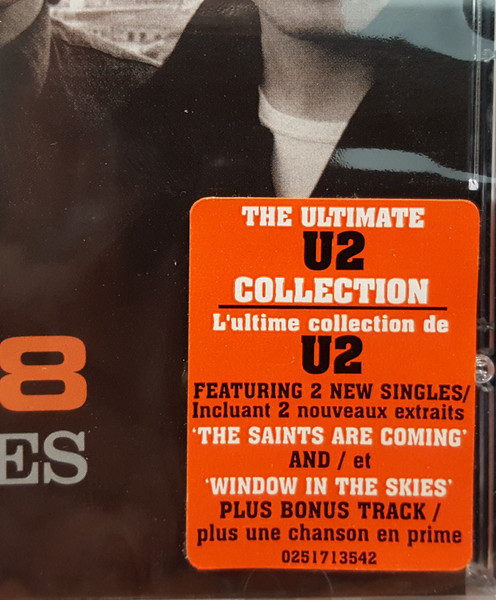 THE ULTIMATE
U2
COLLECTION
L'ultime collection de
U2
FEATURING 2 NEW SINGLES/
Incluant 2 nouveaux extraits
'THE SAINTS ARE COMING'
AND / et
'WINDOW IN THE SKIES'
PLUS BONUS TRACK /
plus une chanson en prime
0251713542
8
ES